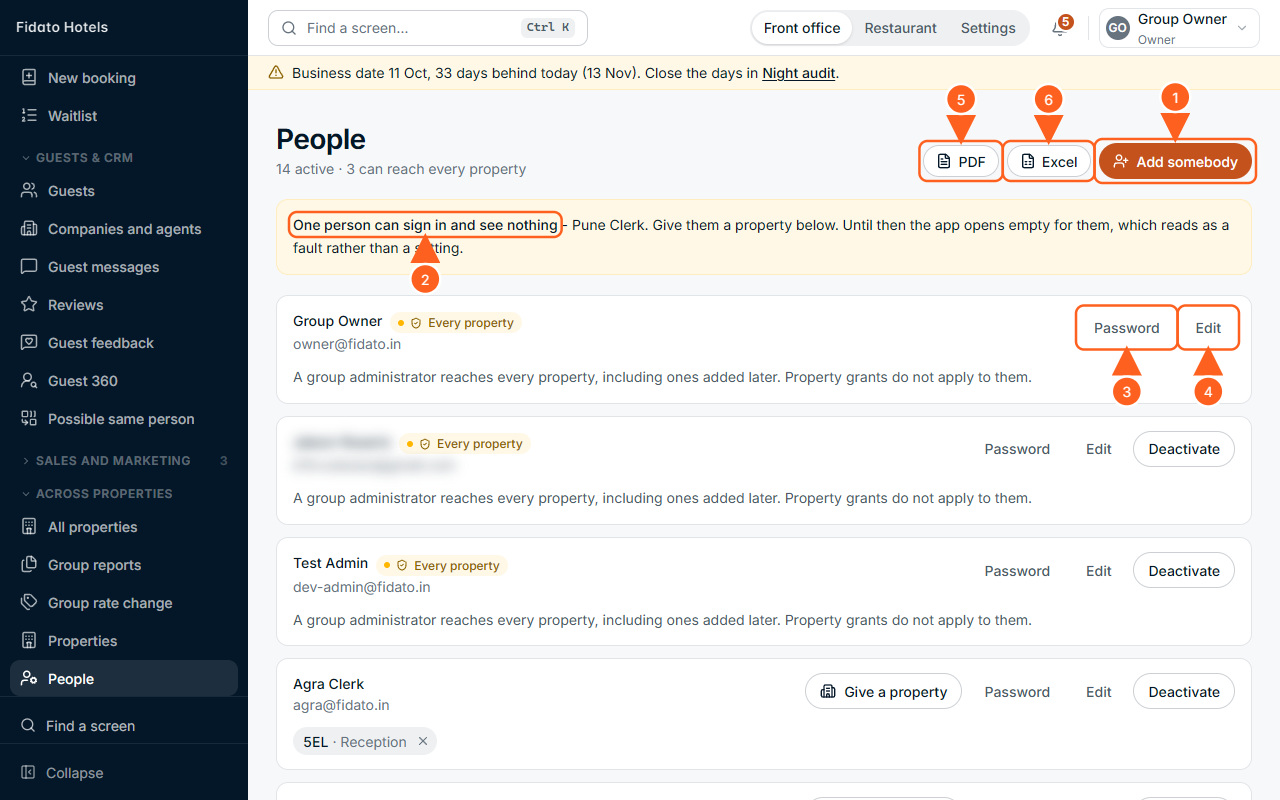 Fidato Hotels
New booking
Waitlist
GUESTS & CRM
Guests
Companies and agents
Guest messages
Reviews
Guest feedback
Guest 360
Possible same person
SALES AND MARKETING 3
ACROSS PROPERTIES
All properties
Group reports
Group rate change
Properties
People
Find a screen
Collapse
Find a screen... Ctrl K
Front office Restaurant Settings
5
GO Group Owner
Owner
Business date 11 Oct, 33 days behind today (13 Nov). Close the days in Night audit.
5 6 1
People
14 active · 3 can reach every property
PDF Excel Add somebody
One person can sign in and see nothing - Pune Clerk. Give them a property below. Until then the app opens empty for them, which reads as a
fault rather than a setting.
2
Group Owner Every property
owner@fidato.in
Password Edit
A group administrator reaches every property, including ones added later. Property grants do not apply to them.
3 4
Every property
Password Edit Deactivate
A group administrator reaches every property, including ones added later. Property grants do not apply to them.
Test Admin Every property
dev-admin@fidato.in
Password Edit Deactivate
A group administrator reaches every property, including ones added later. Property grants do not apply to them.
Agra Clerk
agra@fidato.in
Give a property Password Edit Deactivate
5EL · Reception